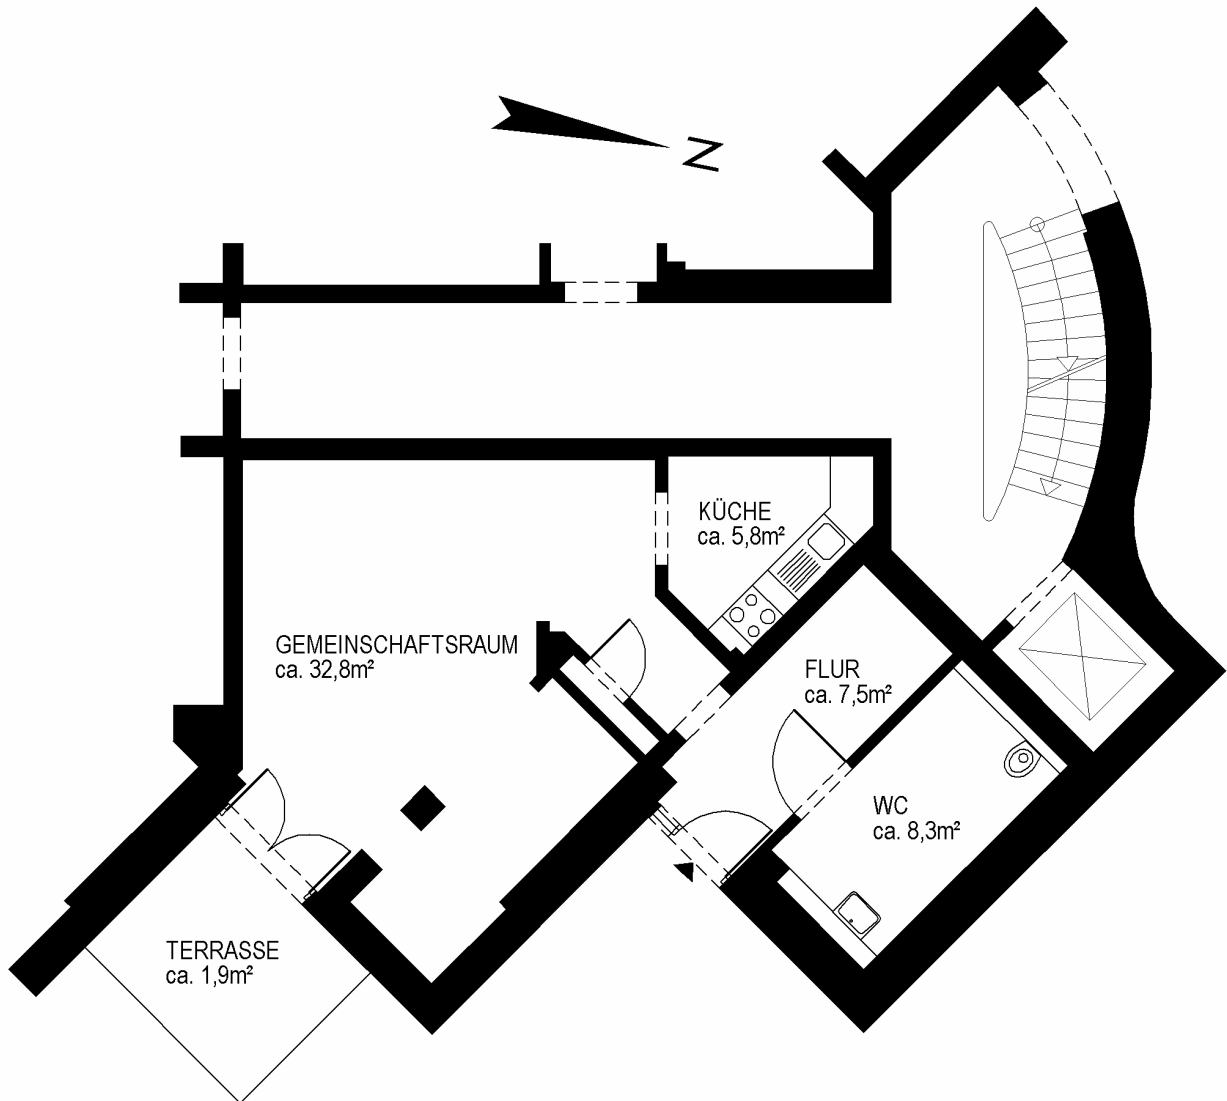 N
KÜCHE
ca. 5,8m²
GEMEINSCHAFTSRAUM
ca. 32,8m²
FLUR
ca. 7,5m²
WC
ca. 8,3m²
TERRASSE
ca. 1,9m²